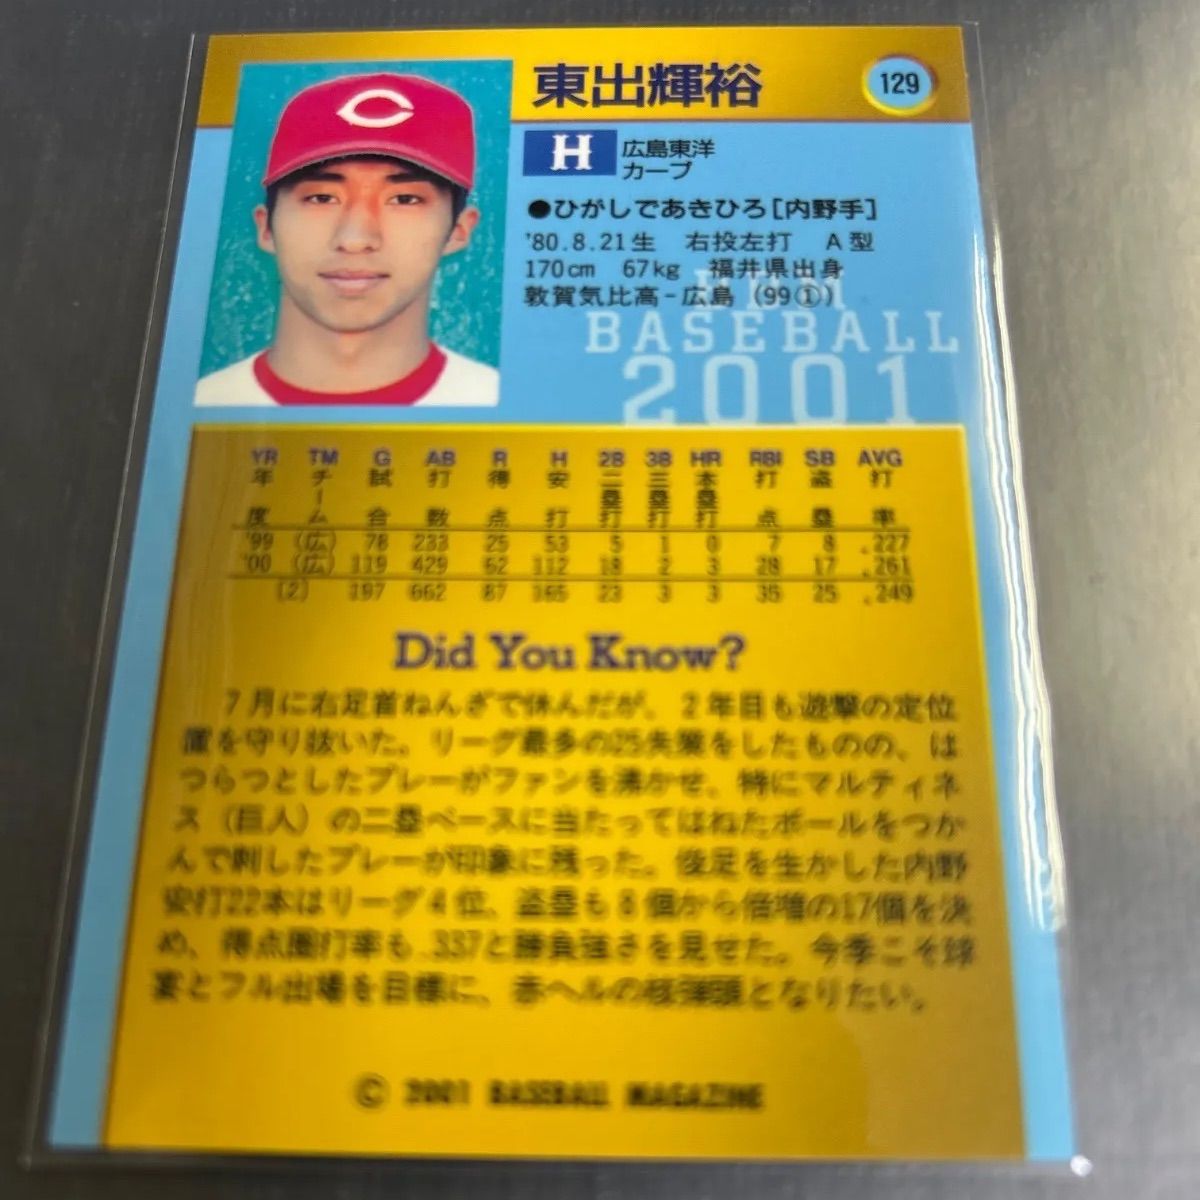 東出輝裕
129
H 広島東洋
カープ
●ひがしであきひろ[内野手]
'80.8.21生 右投左打 A型
170cm 67kg 福井県出身
敦賀気比高-広島(99①)
BBM
BASEBALL
2001
YR TM G AB R H 2B 3B HR RBI SB AVG
年度 チーム 試合 打数 得点 安打 二塁打 三塁打 本塁打 打点 盗塁 打率
'99 (広) 78 233 25 53 5 1 0 7 8 .227
'00 (広) 119 429 62 112 18 2 3 28 17 .261
(2) 197 662 87 165 23 3 3 35 25 .249
Did You Know?
7月に右足首ねんざで休んだが、2年目も遊撃の定位
置を守り抜いた。リーグ最多の25失策をしたものの、は
つらつとしたプレーがファンを沸かせ、特にマルティネ
ス(巨人)の二塁ベースに当たってはねたボールをつか
んで刺したプレーが印象に残った。俊足を生かした内野
安打22本はリーグ4位、盗塁も8個から倍増の17個を決
め、得点圏打率も.337と勝負強さを見せた。今季こそ球
宴とフル出場を目標に、赤ヘルの核弾頭となりたい。
© 2001 BASEBALL MAGAZINE